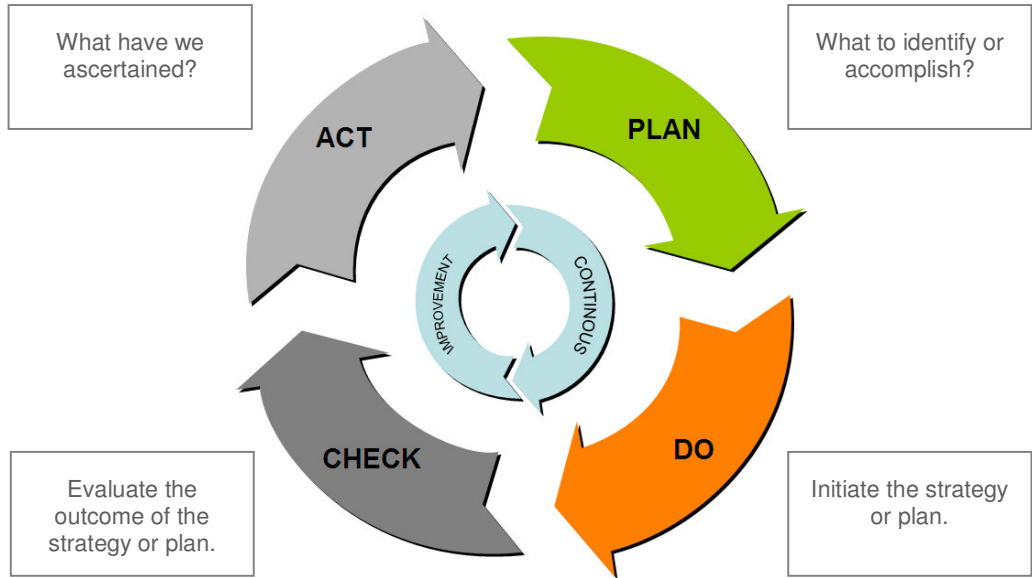 What have we
ascertained?
What to identify or
accomplish?
ACT
PLAN
IMPROVEMENT
CONTINOUS
CHECK
DO
Evaluate the
outcome of the
strategy or plan.
Initiate the strategy
or plan.